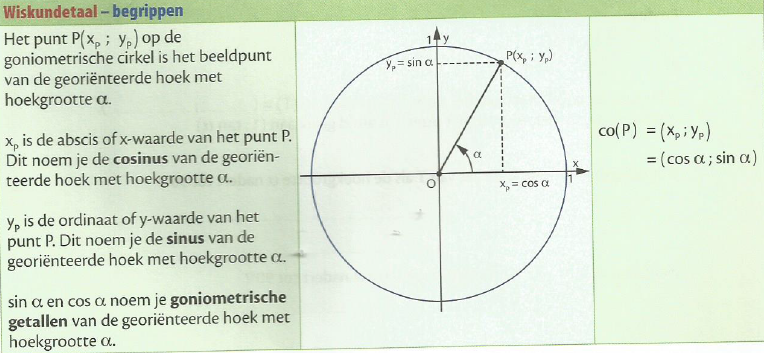 Wiskundetaal – begrippen
Het punt P(xₚ ; yₚ) op de
goniometrische cirkel is het beeldpunt
van de georiënteerde hoek met
hoekgrootte α.
xₚ is de abscis of x-waarde van het punt P.
Dit noem je de cosinus van de georiën-
teerde hoek met hoekgrootte α.
yₚ is de ordinaat of y-waarde van het
punt P. Dit noem je de sinus van de
georiënteerde hoek met hoekgrootte α.
sin α en cos α noem je goniometrische
getallen van de georiënteerde hoek met
hoekgrootte α.
1 y
yₚ = sin α
P(xₚ ; yₚ)
α
x
O
xₚ = cos α
1
co(P) = (xₚ ; yₚ)
= (cos α ; sin α)